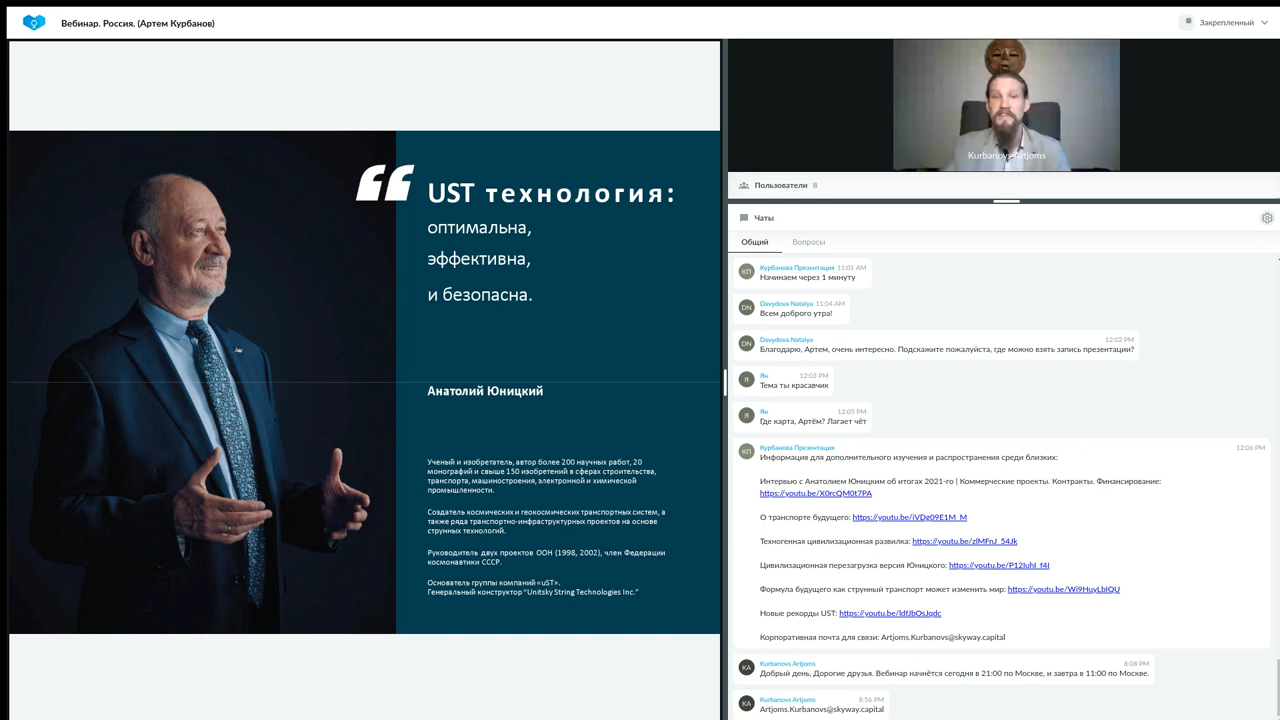 Вебинар. Россия. (Артем Курбанов)
Закрепленный
“
UST технология:
оптимальна,
эффективна,
и безопасна.
Анатолий Юницкий
Ученый и изобретатель, автор более 200 научных работ, 20
монографий и свыше 150 изобретений в сферах строительства,
транспорта, машиностроения, электронной и химической
промышленности.
Создатель космических и геокосмических транспортных систем, а
также ряда транспортно-инфраструктурных проектов на основе
струнных технологий.
Руководитель двух проектов ООН (1998, 2002), член Федерации
космонавтики СССР.
Основатель группы компаний «uST».
Генеральный конструктор “Unitsky String Technologies Inc.”
Kurbanovs Artjoms
Пользователи 8
Чаты
Общий Вопросы
КП Курбанова Презентация 11:01 AM
Начинаем через 1 минуту
DN Davydova Natalya 11:04 AM
Всем доброго утра!
DN Davydova Natalya 12:02 PM
Благодарю, Артем, очень интересно. Подскажите пожалуйста, где можно взять запись презентации?
Я Ян 12:03 PM
Тема ты красавчик
Я Ян 12:05 PM
Где карта, Артём? Лагает чёт
КП Курбанова Презентация 12:06 PM
Информация для дополнительного изучения и распространения среди близких:
Интервью с Анатолием Юницким об итогах 2021-го | Коммерческие проекты. Контракты. Финансирование:
https://youtu.be/X0rcQM0t7PA
О транспорте будущего: https://youtu.be/iVDg09E1M_M
Техногенная цивилизационная развилка: https://youtu.be/zlMFnJ_54Jk
Цивилизационная перезагрузка версия Юницкого: https://youtu.be/P12IuhI_f4I
Формула будущего как струнный транспорт может изменить мир: https://youtu.be/Wi9HuyLbIQU
Новые рекорды UST: https://youtu.be/ldfJbOsJqdc
Корпоративная почта для связи: Artjoms.Kurbanovs@skyway.capital
KA Kurbanovs Artjoms 8:08 PM
Добрый день, Дорогие друзья. Вебинар начнётся сегодня в 21:00 по Москве, и завтра в 11:00 по Москве.
KA Kurbanovs Artjoms 8:56 PM
Artjoms.Kurbanovs@skyway.capital